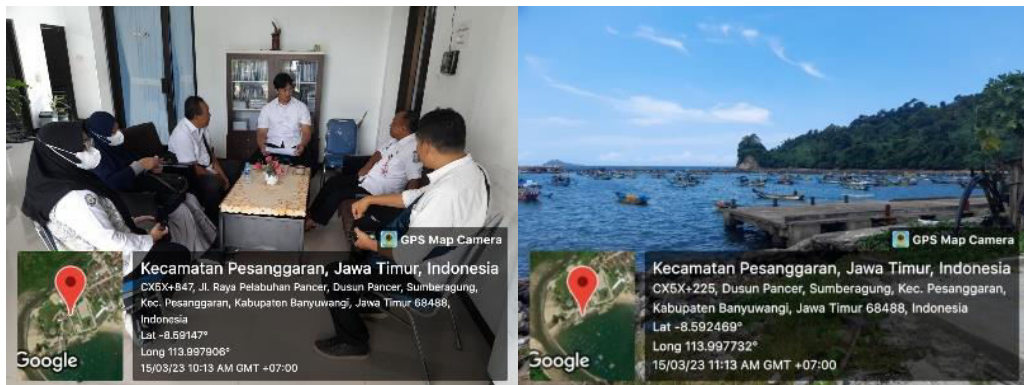 GPS Map Camera
Kecamatan Pesanggaran, Jawa Timur, Indonesia
CX5X+847, Jl. Raya Pelabuhan Pancer, Dusun Pancer, Sumberagung,
Kec. Pesanggaran, Kabupaten Banyuwangi, Jawa Timur 68488,
Indonesia
Lat -8.59147°
Long 113.997906°
15/03/23 10:13 AM GMT +07:00
Google
GPS Map Camera
Kecamatan Pesanggaran, Jawa Timur, Indonesia
CX5X+225, Dusun Pancer, Sumberagung, Kec. Pesanggaran,
Kabupaten Banyuwangi, Jawa Timur 68488, Indonesia
Lat -8.592469°
Long 113.997732°
15/03/23 11:13 AM GMT +07:00
Google